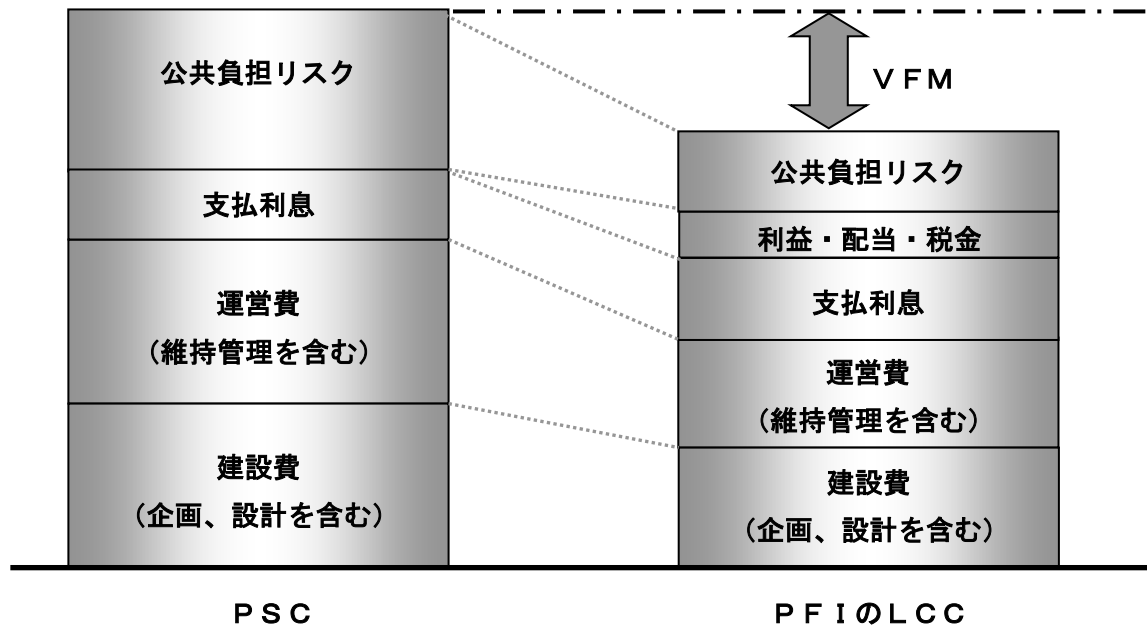 公共負担リスク
支払利息
運営費
（維持管理を含む）
建設費
（企画、設計を含む）
ＰＳＣ
ＶＦＭ
公共負担リスク
利益・配当・税金
支払利息
運営費
（維持管理を含む）
建設費
（企画、設計を含む）
ＰＦＩのＬＣＣ